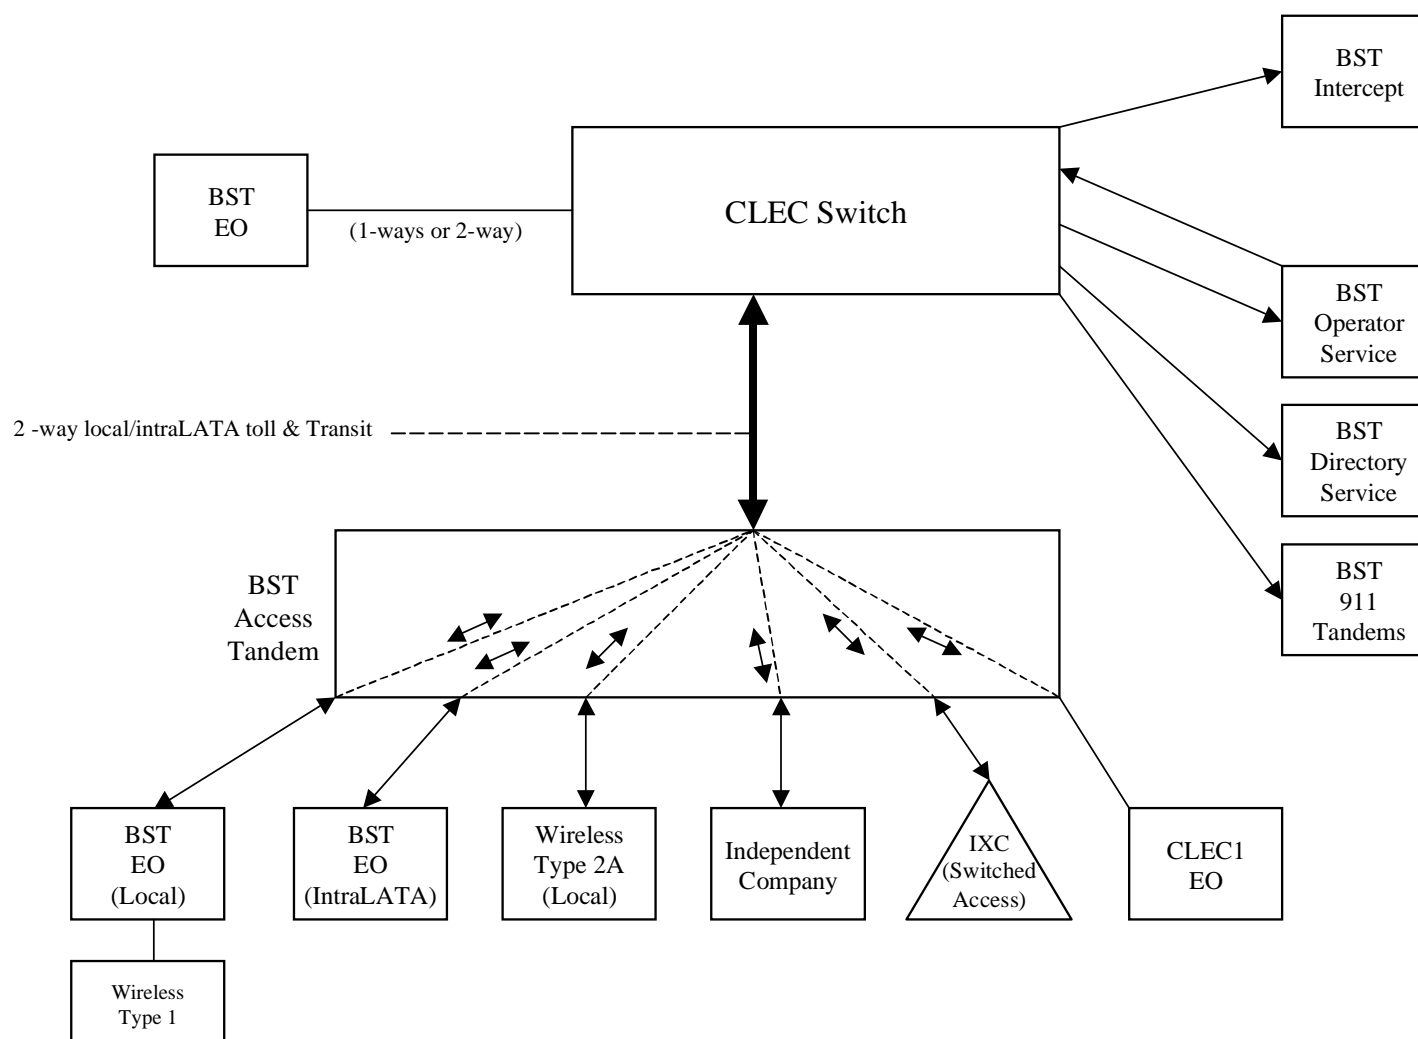 BST
Intercept
BST
EO
(1-ways or 2-way)
CLEC Switch
BST
Operator
Service
2 -way local/intraLATA toll & Transit
BST
Directory
Service
BST
911
Tandems
BST
Access
Tandem
BST
EO
(Local)
BST
EO
(IntraLATA)
Wireless
Type 2A
(Local)
Independent
Company
IXC
(Switched
Access)
CLEC1
EO
Wireless
Type 1